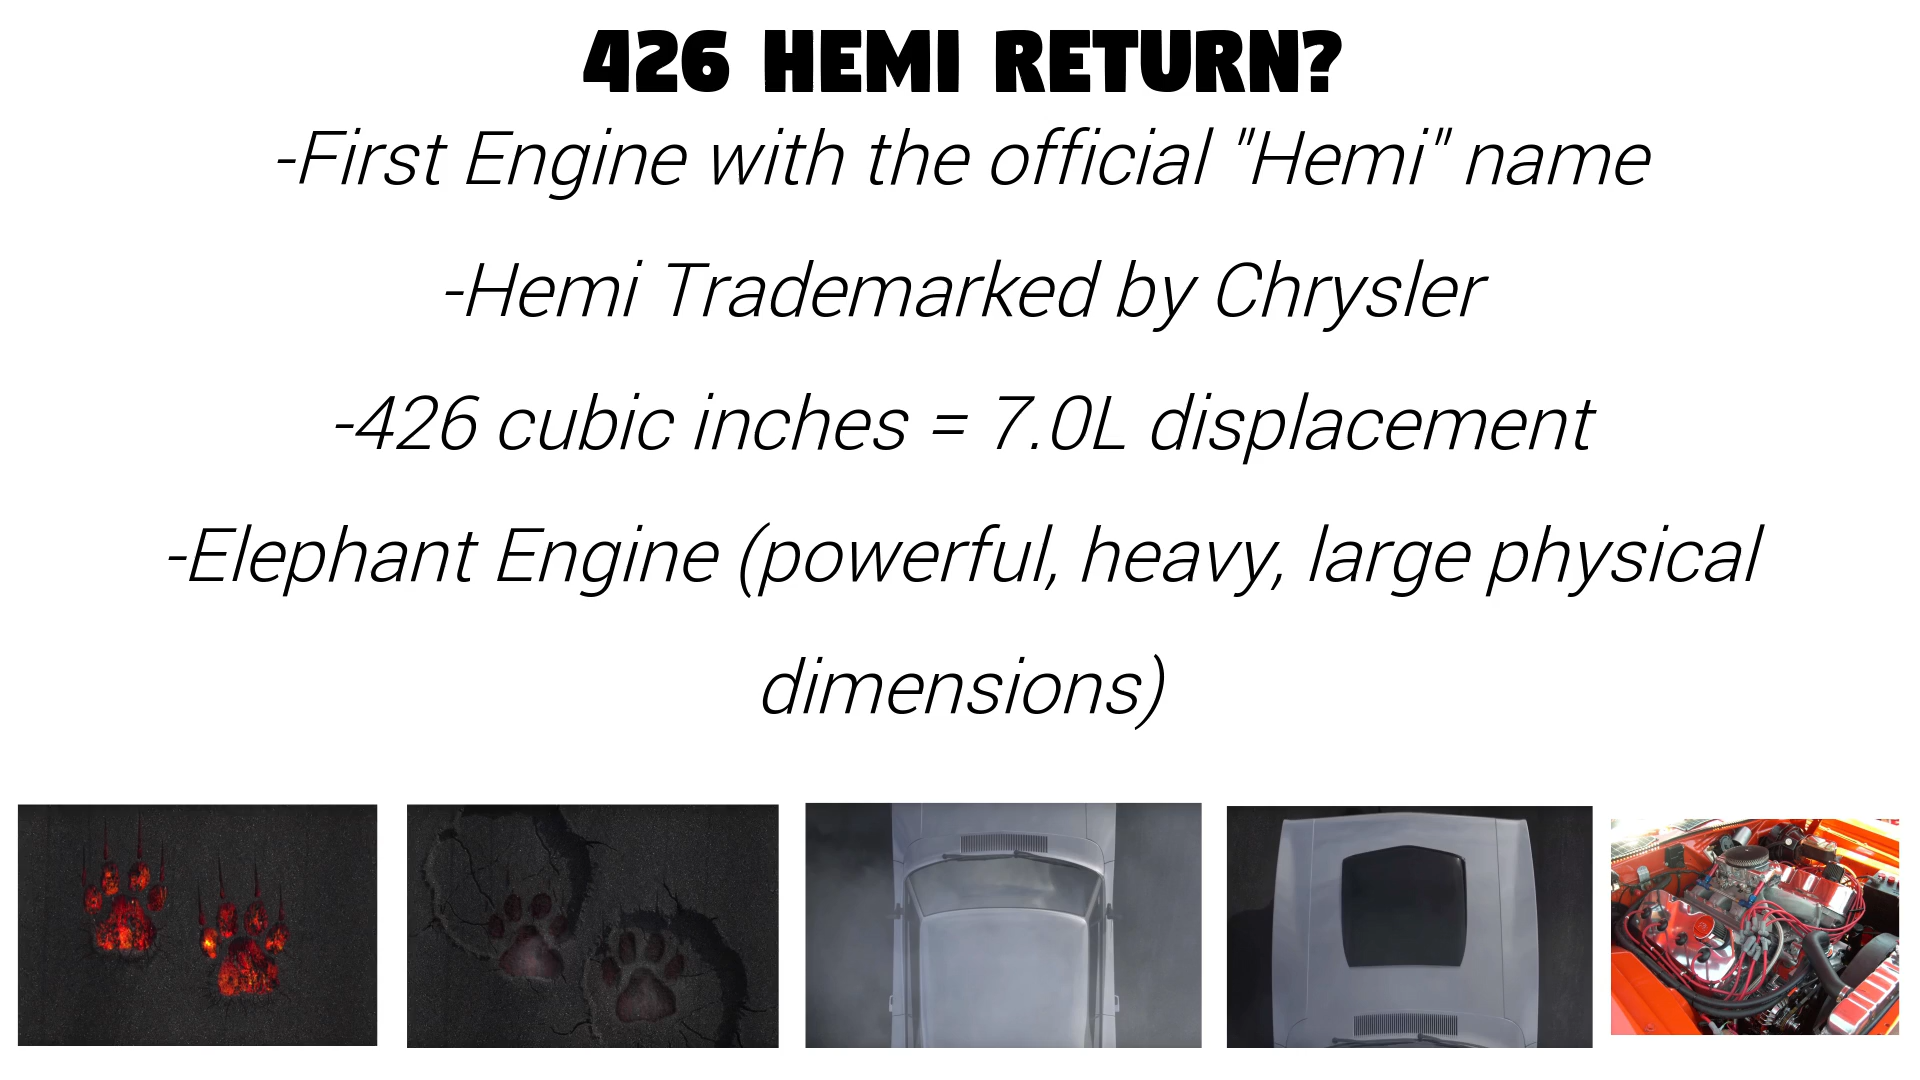 426 HEMI RETURN?
-First Engine with the official "Hemi" name
-Hemi Trademarked by Chrysler
-426 cubic inches = 7.0L displacement
-Elephant Engine (powerful, heavy, large physical
dimensions)